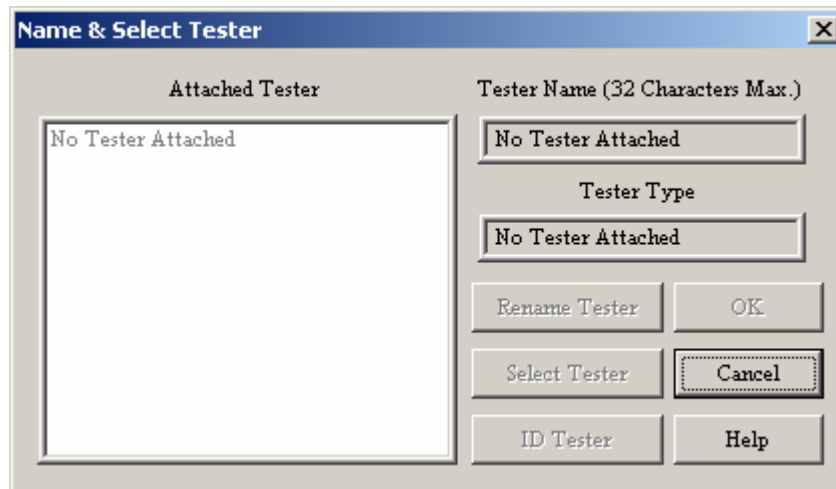 Name & Select Tester
Attached Tester
No Tester Attached
Tester Name (32 Characters Max.)
No Tester Attached
Tester Type
No Tester Attached
Rename Tester
OK
Select Tester
Cancel
ID Tester
Help